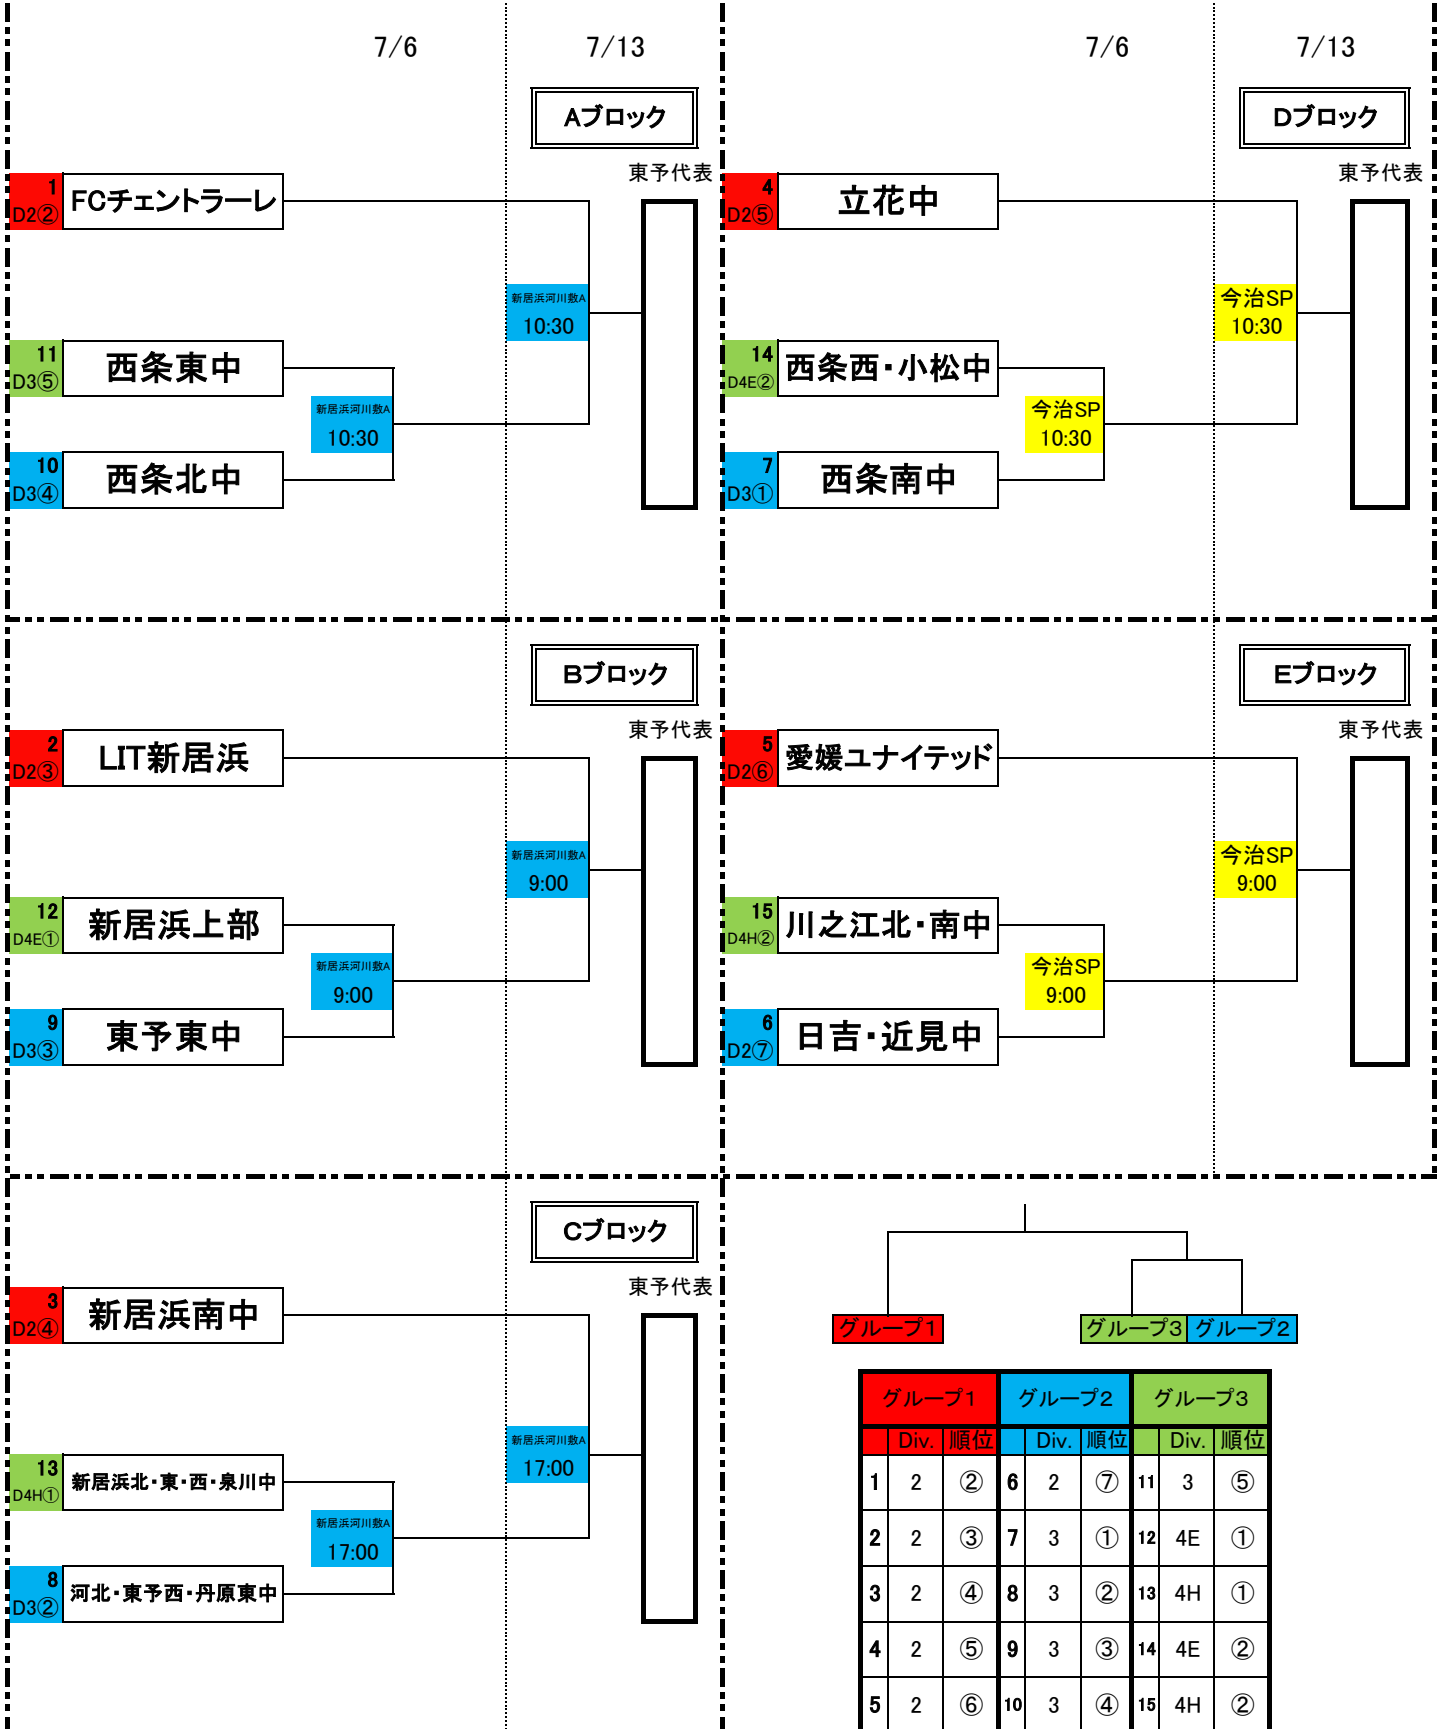 7/6
7/13
Aブロック
東予代表
1
D2②
FCチェントラーレ
新居浜河川敷A
10:30
11
D3⑤
西条東中
新居浜河川敷A
10:30
10
D3④
西条北中
7/6
7/13
Dブロック
東予代表
4
D2⑤
立花中
今治SP
10:30
14
D4E②
西条西・小松中
今治SP
10:30
7
D3①
西条南中
Bブロック
東予代表
2
D2③
LIT新居浜
新居浜河川敷A
9:00
12
D4E①
新居浜上部
新居浜河川敷A
9:00
9
D3③
東予東中
Eブロック
東予代表
5
D2⑥
愛媛ユナイテッド
今治SP
9:00
15
D4H②
川之江北・南中
今治SP
9:00
6
D2⑦
日吉・近見中
Cブロック
東予代表
3
D2④
新居浜南中
新居浜河川敷A
17:00
13
D4H①
新居浜北・東・西・泉川中
新居浜河川敷A
17:00
8
D3②
河北・東予西・丹原東中
グループ1 グループ3 グループ2
グループ1 グループ2 グループ3
Div. 順位 Div. 順位 Div. 順位
1 2 ② 6 2 ⑦ 11 3 ⑤
2 2 ③ 7 3 ① 12 4E ①
3 2 ④ 8 3 ② 13 4H ①
4 2 ⑤ 9 3 ③ 14 4E ②
5 2 ⑥ 10 3 ④ 15 4H ②